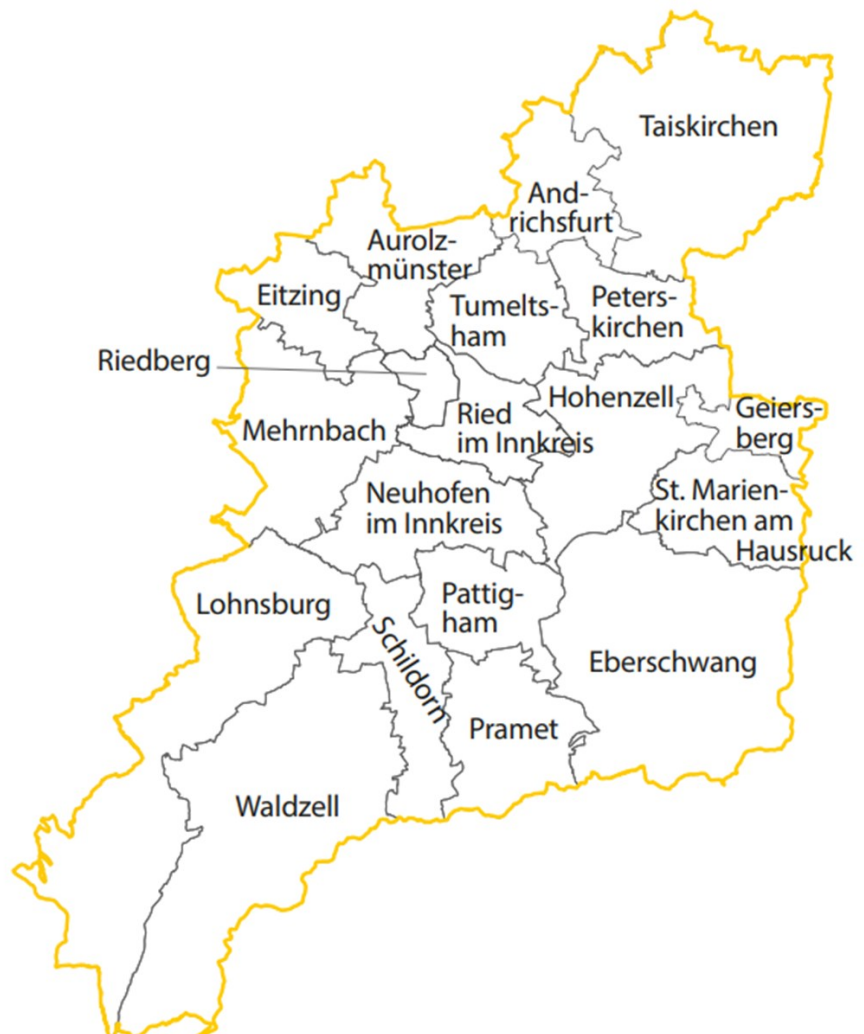 Taiskirchen
And-
richsfurt
Aurolz-
münster
Eitzing
Tumelts-
ham
Peters-
kirchen
Riedberg
Hohenzell
Geiers-
berg
Mehrnbach
Ried
im Innkreis
Neuhofen
im Innkreis
St. Marien-
kirchen am
Hausruck
Lohnsburg
Pattig-
ham
Schildorn
Eberschwang
Pramet
Waldzell